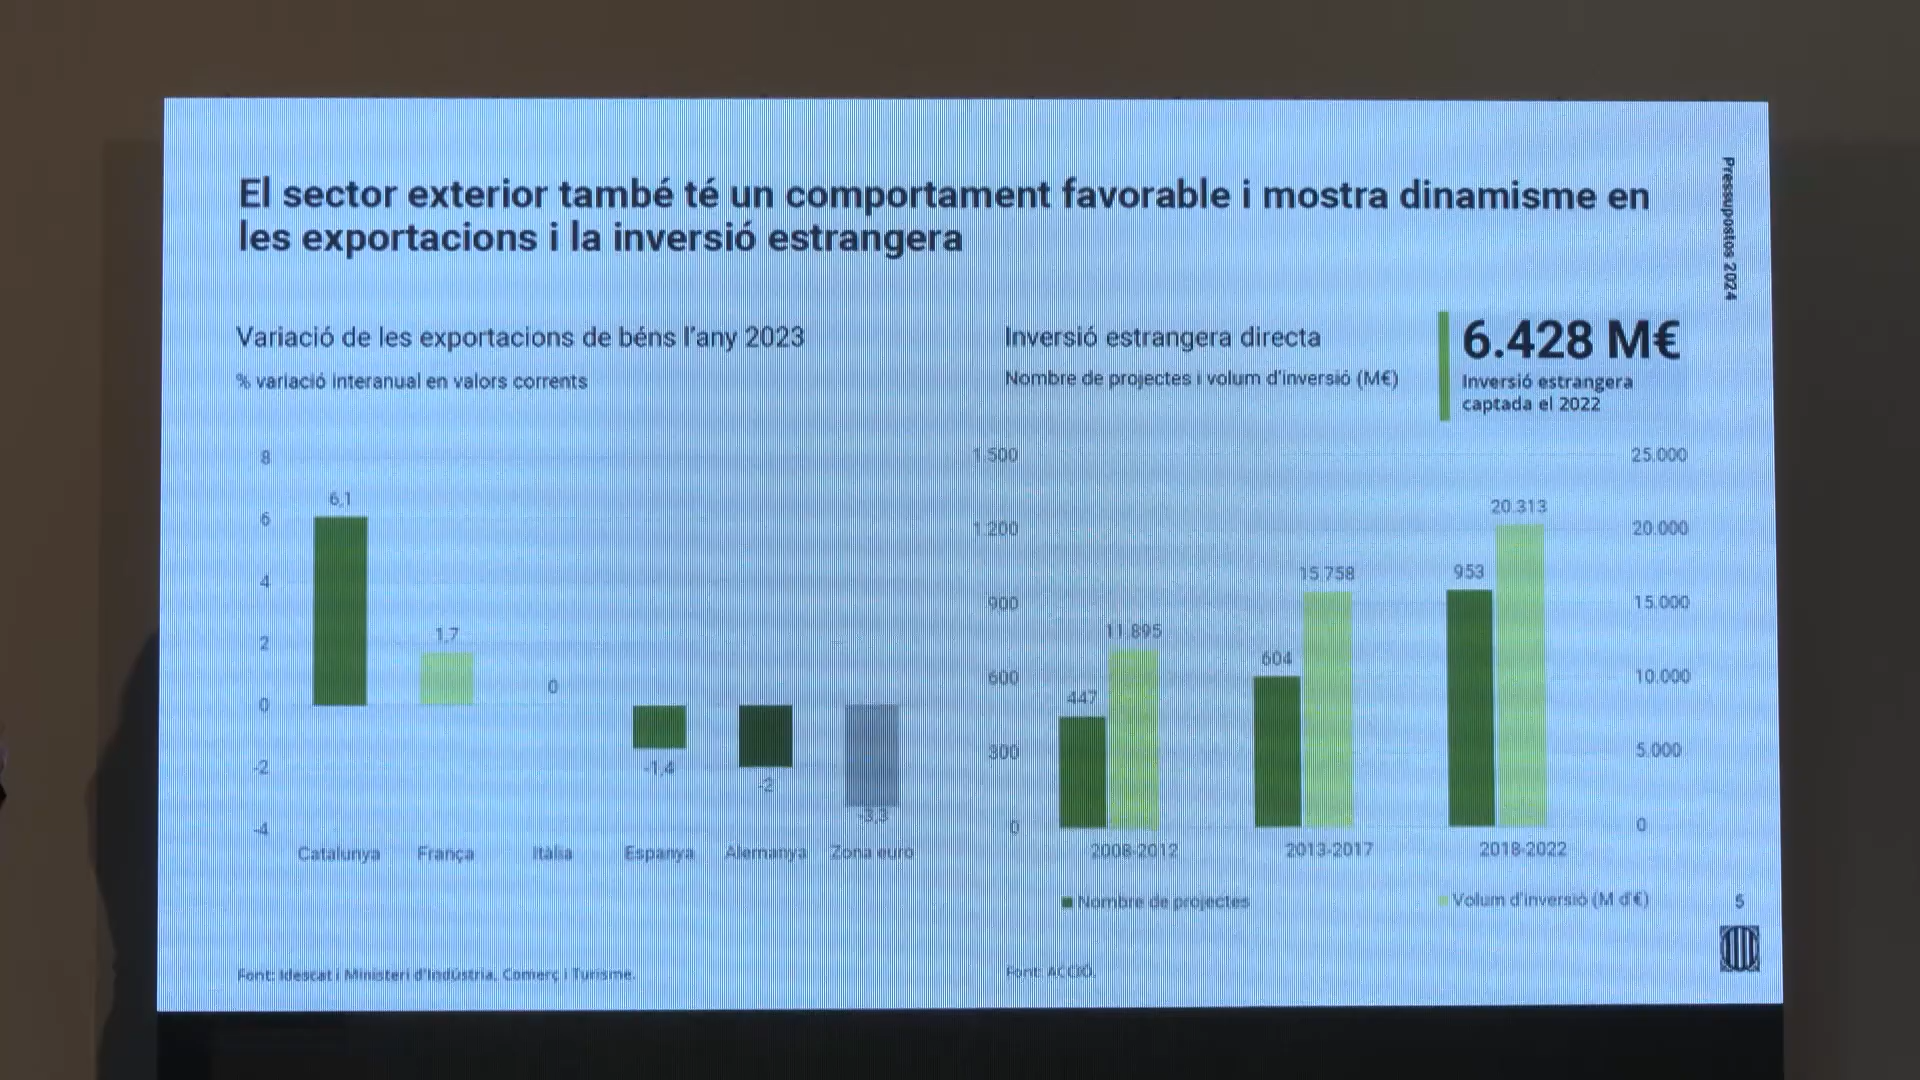 El sector exterior també té un comportament favorable i mostra dinamisme en
les exportacions i la inversió estrangera
Pressupostos 2024
Variació de les exportacions de béns l'any 2023
% variació interanual en valors corrents
8
6
4
2
0
-2
-4
6,1
1,7
0
-1,4
-2
-3,3
Catalunya França Itàlia Espanya Alemanya Zona euro
Font: Idescat i Ministeri d'Indústria, Comerç i Turisme.
Inversió estrangera directa
Nombre de projectes i volum d'inversió (M€)
6.428 M€
Inversió estrangera
captada el 2022
1.500
1.200
900
600
300
0
25.000
20.000
15.000
10.000
5.000
0
447
11.895
604
15.758
953
20.313
2008-2012 2013-2017 2018-2022
Nombre de projectes
Volum d'inversió (M d'€)
Font: ACCIÓ.
5